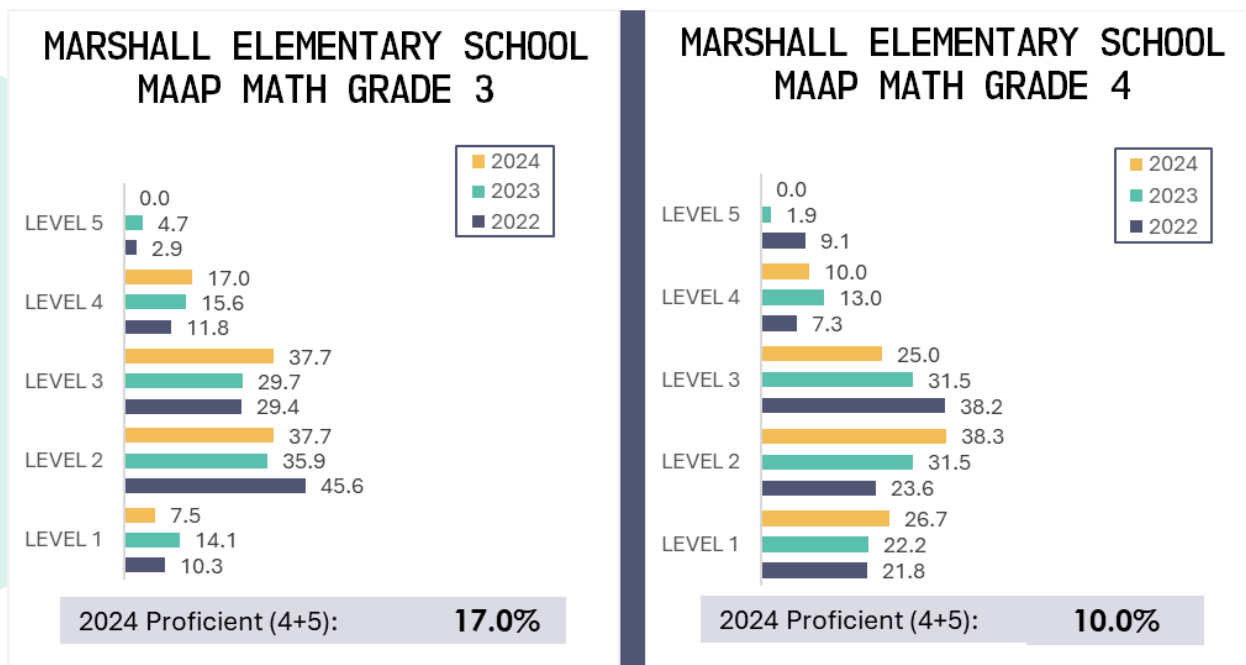 MARSHALL ELEMENTARY SCHOOL
MAAP MATH GRADE 3
2024
2023
2022
0.0
LEVEL 5
4.7
2.9
17.0
LEVEL 4
15.6
11.8
37.7
LEVEL 3
29.7
29.4
37.7
LEVEL 2
35.9
45.6
7.5
LEVEL 1
14.1
10.3
2024 Proficient (4+5): 17.0%
MARSHALL ELEMENTARY SCHOOL
MAAP MATH GRADE 4
2024
2023
2022
0.0
LEVEL 5
1.9
9.1
10.0
LEVEL 4
13.0
7.3
25.0
LEVEL 3
31.5
38.2
38.3
LEVEL 2
31.5
23.6
26.7
LEVEL 1
22.2
21.8
2024 Proficient (4+5): 10.0%